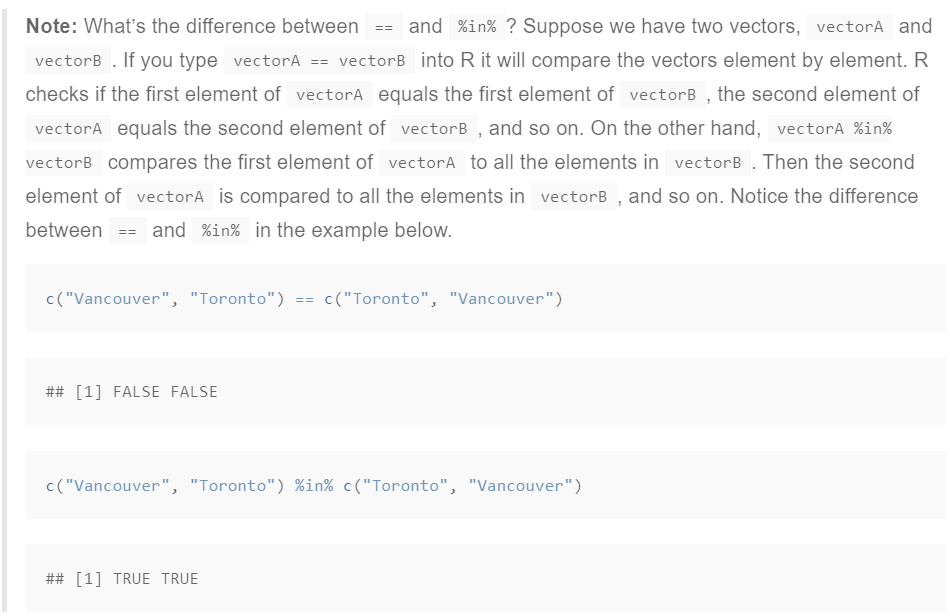 Note: What’s the difference between == and %in% ? Suppose we have two vectors, vectorA and
vectorB . If you type vectorA == vectorB into R it will compare the vectors element by element. R
checks if the first element of vectorA equals the first element of vectorB , the second element of
vectorA equals the second element of vectorB , and so on. On the other hand, vectorA %in%
vectorB compares the first element of vectorA to all the elements in vectorB . Then the second
element of vectorA is compared to all the elements in vectorB , and so on. Notice the difference
between == and %in% in the example below.
c("Vancouver", "Toronto") == c("Toronto", "Vancouver")
## [1] FALSE FALSE
c("Vancouver", "Toronto") %in% c("Toronto", "Vancouver")
## [1] TRUE TRUE